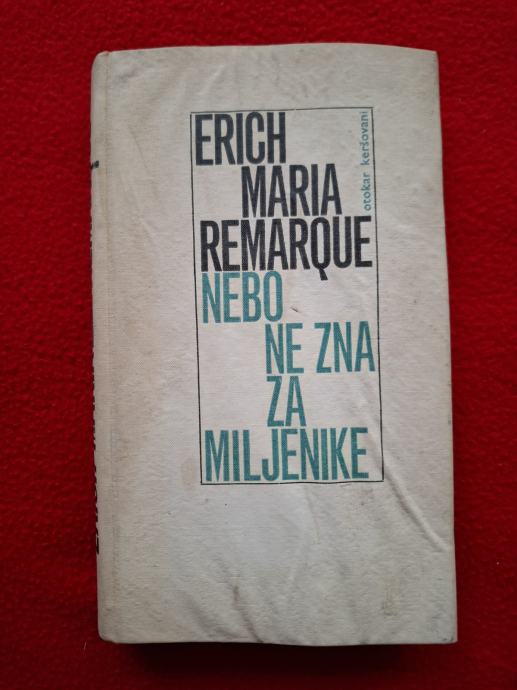 ERICH
MARIA
REMARQUE
NEBO
NE ZNA
ZA
MILJENIKE
otokar keršovani